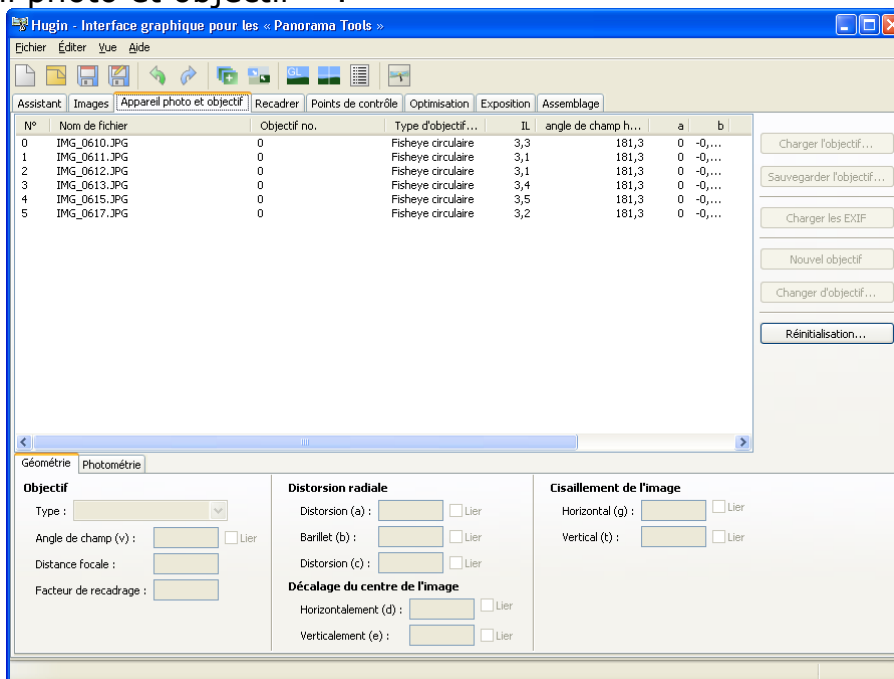 photo et objectif
Hugin - Interface graphique pour les « Panorama Tools »
Fichier Éditer Vue Aide
GL
Assistant Images Appareil photo et objectif Recadrer Points de contrôle Optimisation Exposition Assemblage
N° Nom de fichier Objectif no. Type d'objectif... IL angle de champ h... a b
0 IMG_0610.JPG 0 Fisheye circulaire 3,3 181,3 0 -0,...
1 IMG_0611.JPG 0 Fisheye circulaire 3,1 181,3 0 -0,...
2 IMG_0612.JPG 0 Fisheye circulaire 3,1 181,3 0 -0,...
3 IMG_0613.JPG 0 Fisheye circulaire 3,4 181,3 0 -0,...
4 IMG_0615.JPG 0 Fisheye circulaire 3,5 181,3 0 -0,...
5 IMG_0617.JPG 0 Fisheye circulaire 3,2 181,3 0 -0,...
Charger l'objectif...
Sauvegarder l'objectif...
Charger les EXIF
Nouvel objectif
Changer d'objectif...
Réinitialisation...
Géométrie Photométrie
Objectif
Type :
Angle de champ (v) : Lier
Distance focale :
Facteur de recadrage :
Distorsion radiale
Distorsion (a) : Lier
Barillet (b) : Lier
Distorsion (c) : Lier
Décalage du centre de l'image
Horizontalement (d) : Lier
Verticalement (e) : Lier
Cisaillement de l'image
Horizontal (g) : Lier
Vertical (t) : Lier